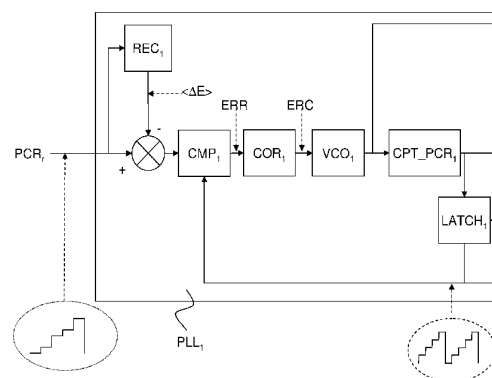 REC₁
<ΔE>
-
ERR
ERC
PCRᵣ
+
CMP₁
COR₁
VCO₁
CPT_PCR₁
LATCH₁
PLL₁